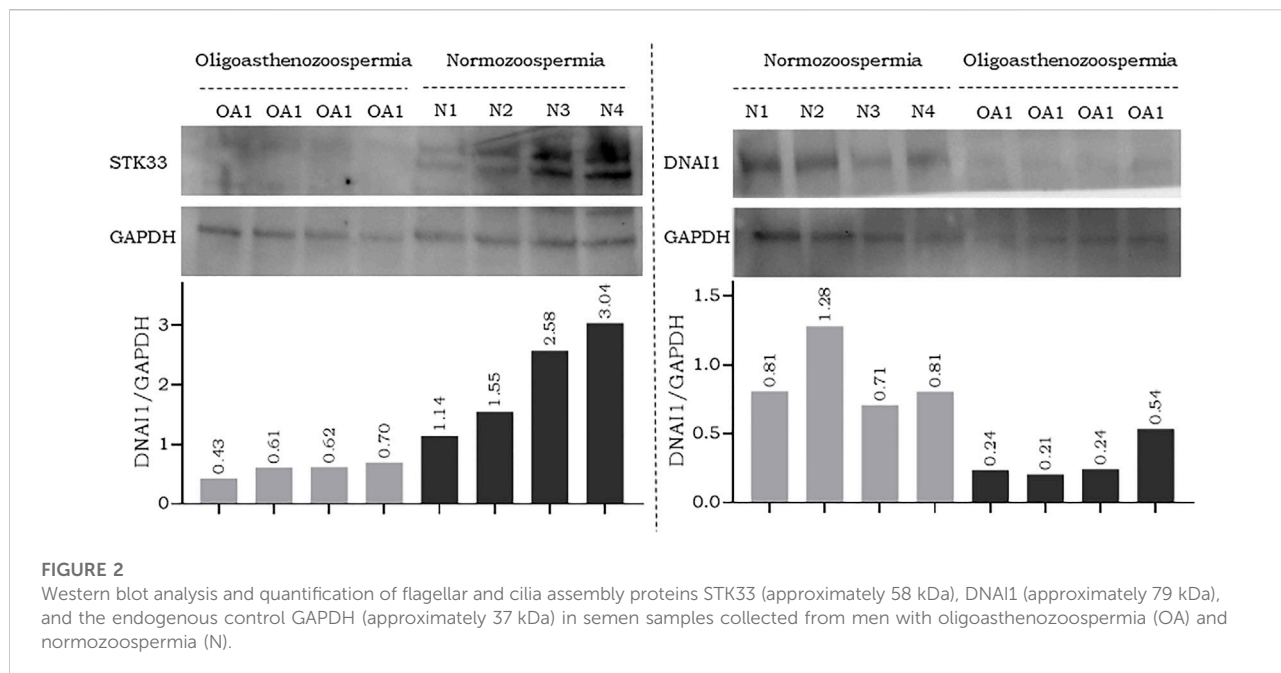 Oligoasthenozoospermia Normozoospermia
OA1 OA1 OA1 OA1 N1 N2 N3 N4
STK33
GAPDH
DNAI1/GAPDH
3
2
1
0
0.43
0.61
0.62
0.70
1.14
1.55
2.58
3.04
Normozoospermia Oligoasthenozoospermia
N1 N2 N3 N4 OA1 OA1 OA1 OA1
DNAI1
GAPDH
DNAI1/GAPDH
1.5
1.0
0.5
0.0
0.81
1.28
0.71
0.81
0.24
0.21
0.24
0.54
FIGURE 2
Western blot analysis and quantification of flagellar and cilia assembly proteins STK33 (approximately 58 kDa), DNAI1 (approximately 79 kDa),
and the endogenous control GAPDH (approximately 37 kDa) in semen samples collected from men with oligoasthenozoospermia (OA) and
normozoospermia (N).